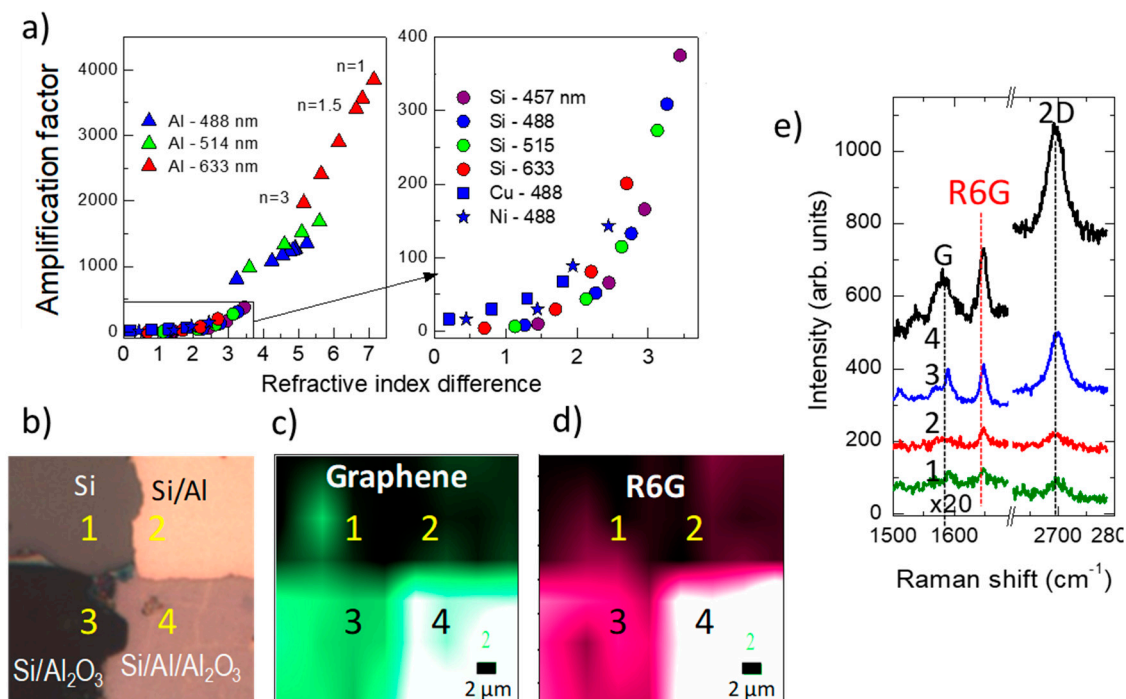 a)
Amplification factor
4000
3000
2000
1000
0
0 1 2 3 4 5 6 7
n=1
n=1.5
n=3
Al - 488 nm
Al - 514 nm
Al - 633 nm
400
300
200
100
0
0 1 2 3
Si - 457 nm
Si - 488
Si - 515
Si - 633
Cu - 488
Ni - 488
Refractive index difference
b)
Si
Si/Al
1
2
3
4
Si/Al₂O₃
Si/Al/Al₂O₃
c)
Graphene
1
2
3
4
2
2 µm
d)
R6G
1
2
3
4
2
2 µm
e)
Intensity (arb. units)
1000
800
600
400
200
0
2D
R6G
G
4
3
2
1
x20
1500 1600 2700 280
Raman shift (cm⁻¹)